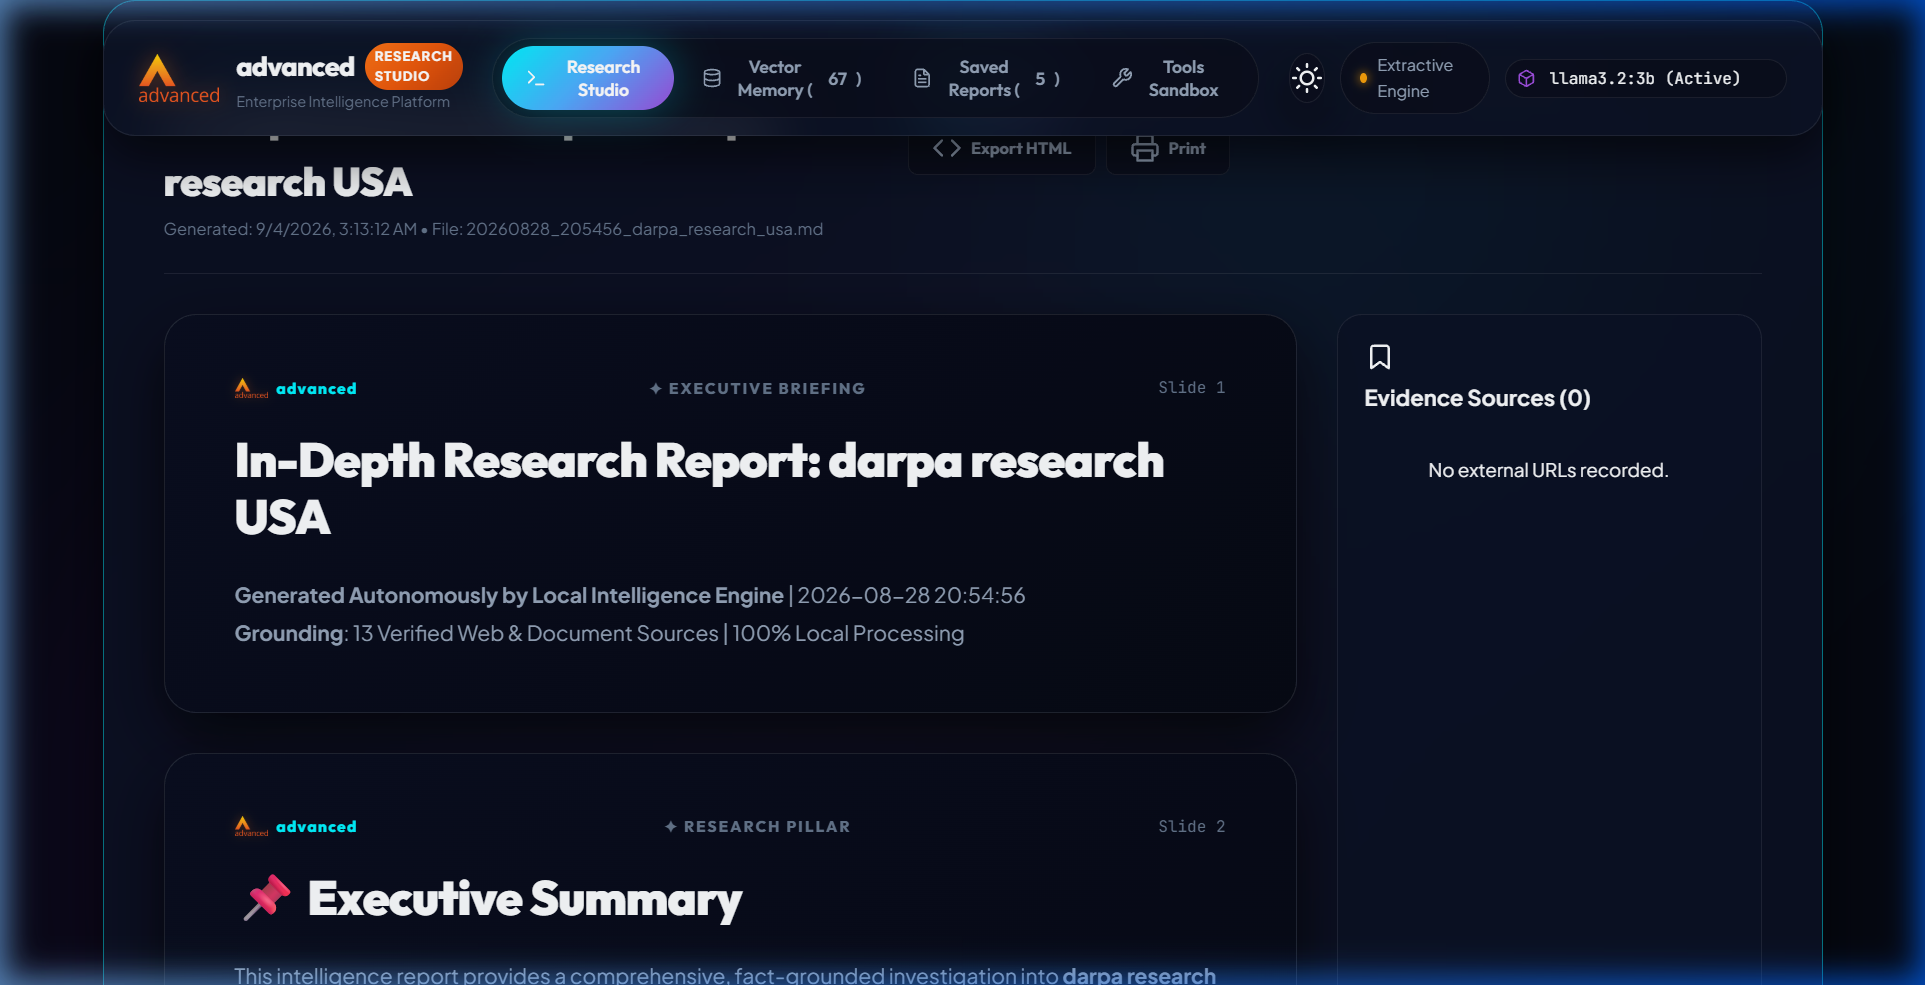 advanced
advanced
RESEARCH
STUDIO
Enterprise Intelligence Platform
Research
Studio
Vector
Memory ( 67 )
Saved
Reports ( 5 )
Tools
Sandbox
Extractive
Engine
llama3.2:3b (Active)
research USA
Export HTML
Print
Generated: 9/4/2026, 3:13:12 AM • File: 20260828_205456_darpa_research_usa.md
advanced
advanced
✦ EXECUTIVE BRIEFING
Slide 1
In-Depth Research Report: darpa research
USA
Generated Autonomously by Local Intelligence Engine | 2026-08-28 20:54:56
Grounding: 13 Verified Web & Document Sources | 100% Local Processing
Evidence Sources (0)
No external URLs recorded.
advanced
advanced
✦ RESEARCH PILLAR
Slide 2
📌 Executive Summary
This intelligence report provides a comprehensive, fact-grounded investigation into darpa research